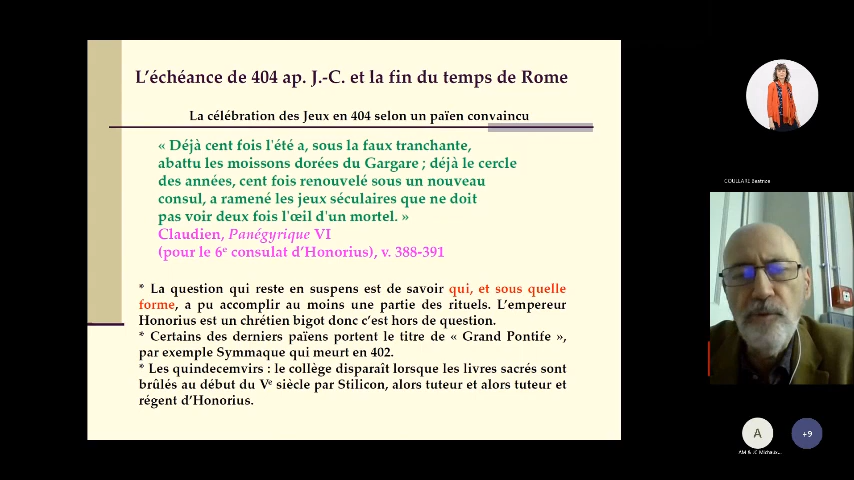 L'échéance de 404 ap. J.-C. et la fin du temps de Rome
La célébration des Jeux en 404 selon un païen convaincu
« Déjà cent fois l'été a, sous la faux tranchante,
abattu les moissons dorées du Gargare ; déjà le cercle
des années, cent fois renouvelé sous un nouveau
consul, a ramené les jeux séculaires que ne doit
pas voir deux fois l'œil d'un mortel. »
Claudien, Panégyrique VI
(pour le 6e consulat d'Honorius), v. 388-391
* La question qui reste en suspens est de savoir qui, et sous quelle
forme, a pu accomplir au moins une partie des rituels. L'empereur
Honorius est un chrétien bigot donc c'est hors de question.
* Certains des derniers païens portent le titre de « Grand Pontife »,
par exemple Symmaque qui meurt en 402.
* Les quindecemvirs : le collège disparaît lorsque les livres sacrés sont
brûlés au début du Ve siècle par Stilicon, alors tuteur et alors tuteur et
régent d'Honorius.
COULLARE Beatrice
A
+9
AM & JC Michaux...